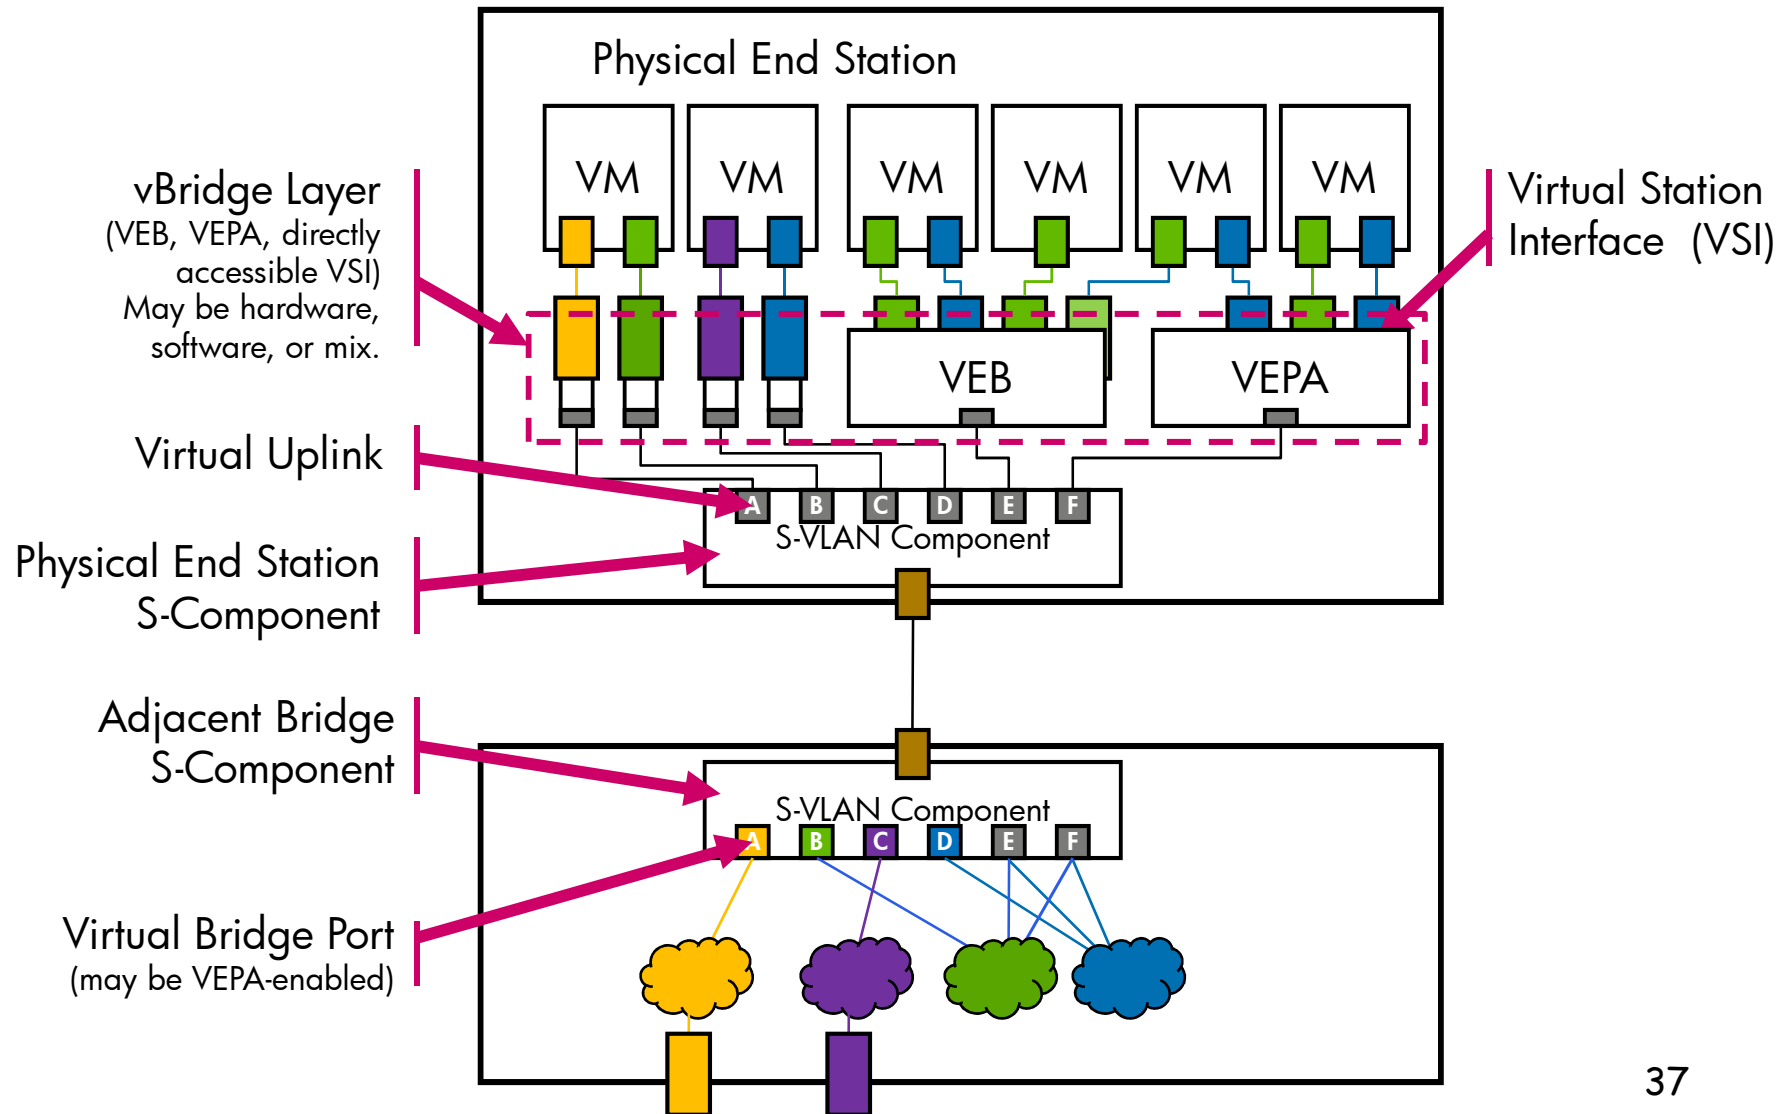 Physical End Station
VM VM VM VM VM VM
vBridge Layer
(VEB, VEPA, directly
accessible VSI)
May be hardware,
software, or mix.
Virtual Station
Interface (VSI)
VEB VEPA
Virtual Uplink
A B C D E F
S-VLAN Component
Physical End Station
S-Component
Adjacent Bridge
S-Component
S-VLAN Component
A B C D E F
Virtual Bridge Port
(may be VEPA-enabled)
37